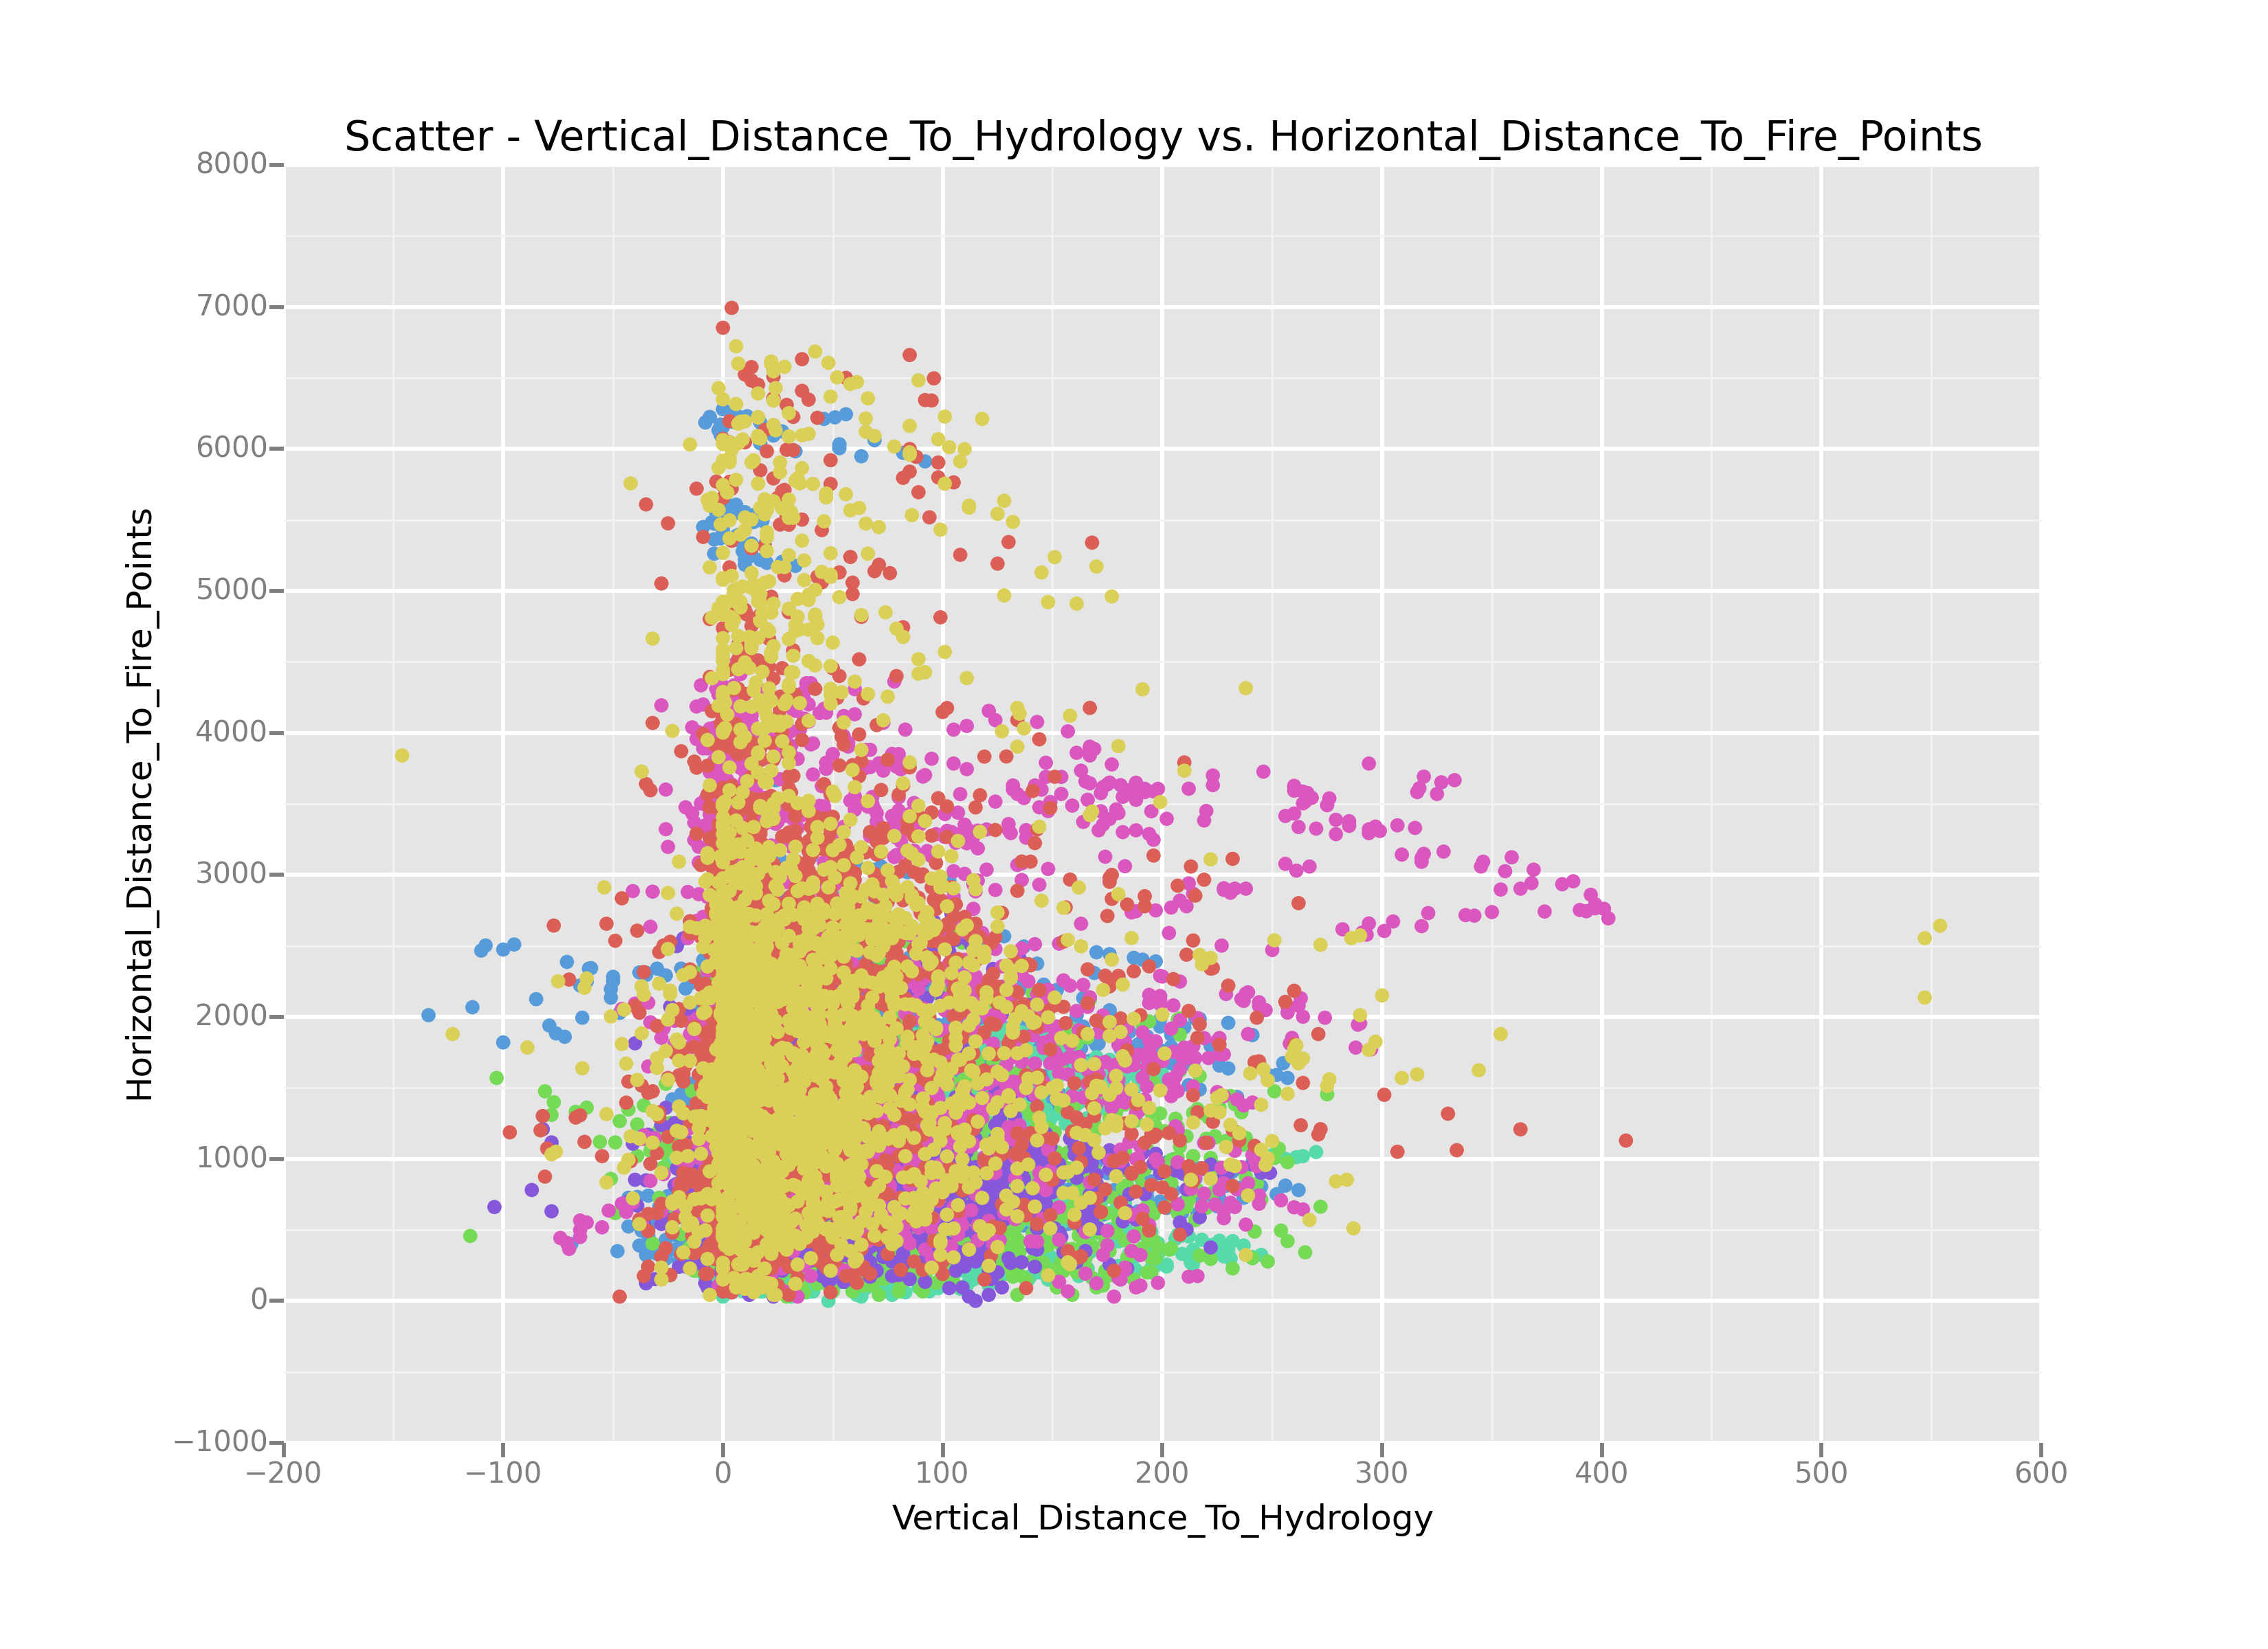 Scatter - Vertical_Distance_To_Hydrology vs. Horizontal_Distance_To_Fire_Points
8000
7000
6000
5000
4000
3000
2000
1000
0
−1000
Horizontal_Distance_To_Fire_Points
−200 −100 0 100 200 300 400 500 600
Vertical_Distance_To_Hydrology